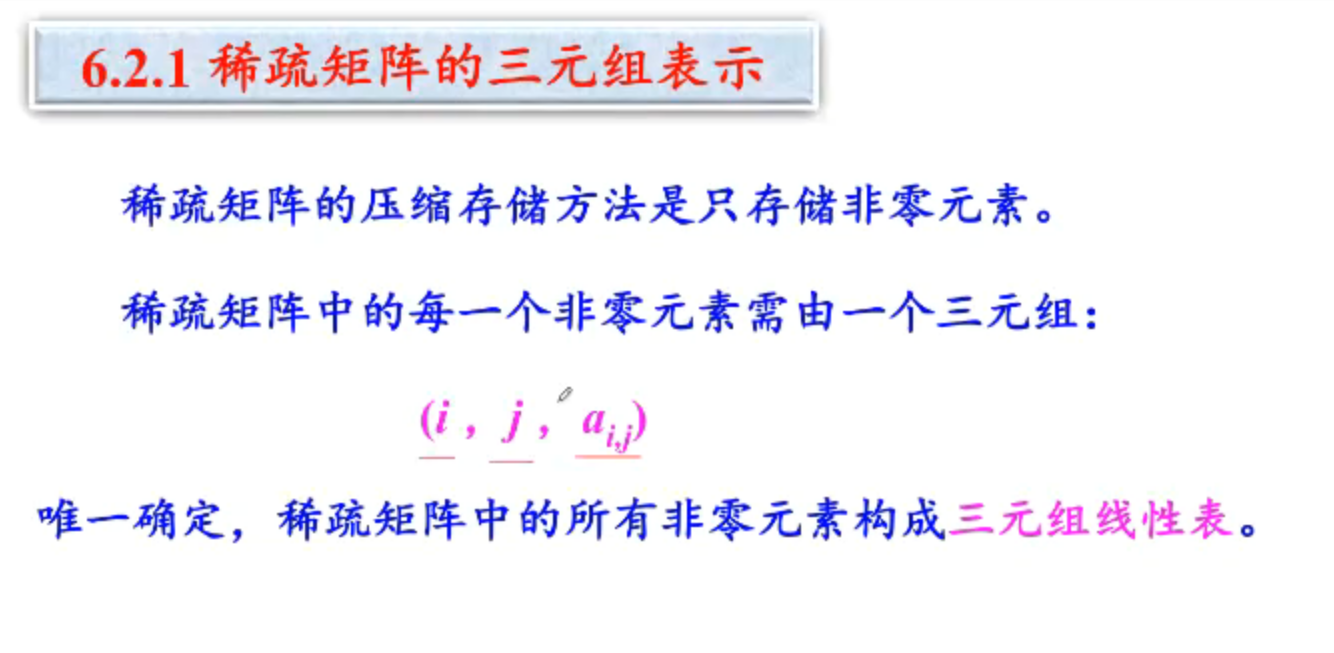 6.2.1 稀疏矩阵的三元组表示
稀疏矩阵的压缩存储方法是只存储非零元素。
稀疏矩阵中的每一个非零元素需由一个三元组：
(i , j , a_{i,j})
唯一确定，稀疏矩阵中的所有非零元素构成三元组线性表。